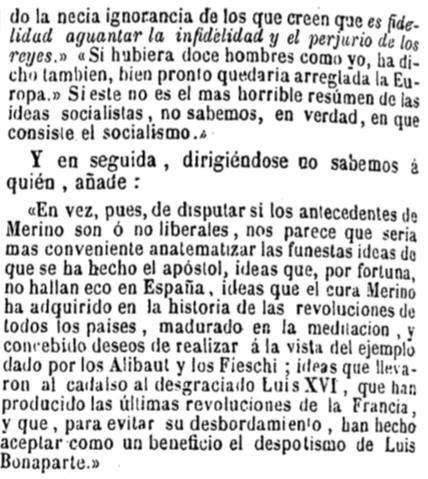 do la necia ignorancia de los que creen que es fide-
lidad aguantar la infidelidad y el perjurio de los
reyes.» «Si hubiera doce hombres como yo, ha di-
cho tambien, bien pronto quedaria arreglada la Eu-
ropa.» Si este no es el mas horrible resúmen de las
ideas socialistas, no sabemos, en verdad, en que
consiste el socialismo.»
Y en seguida, dirigiéndose no sabemos á
quién, añade:
«En vez, pues, de disputar si los antecedentes de
Merino son ó no liberales, nos parece que seria
mas conveniente anatematizar las funestas ideas de
que se ha hecho el apóstol, ideas que, por fortuna,
no hallan eco en España, ideas que el cura Merino
ha adquirido en la historia de las revoluciones de
todos los paises, madurado en la meditacion, y
concebido deseos de realizar á la vista del ejemplo
dado por los Alibaut y los Fieschi; ideas que lleva-
ron al cadalso al desgraciado Luis XVI, que han
producido las últimas revoluciones de la Francia,
y que, para evitar su desbordamiento, han hecho
aceptar como un beneficio el despotismo de Luis
Bonaparte.»